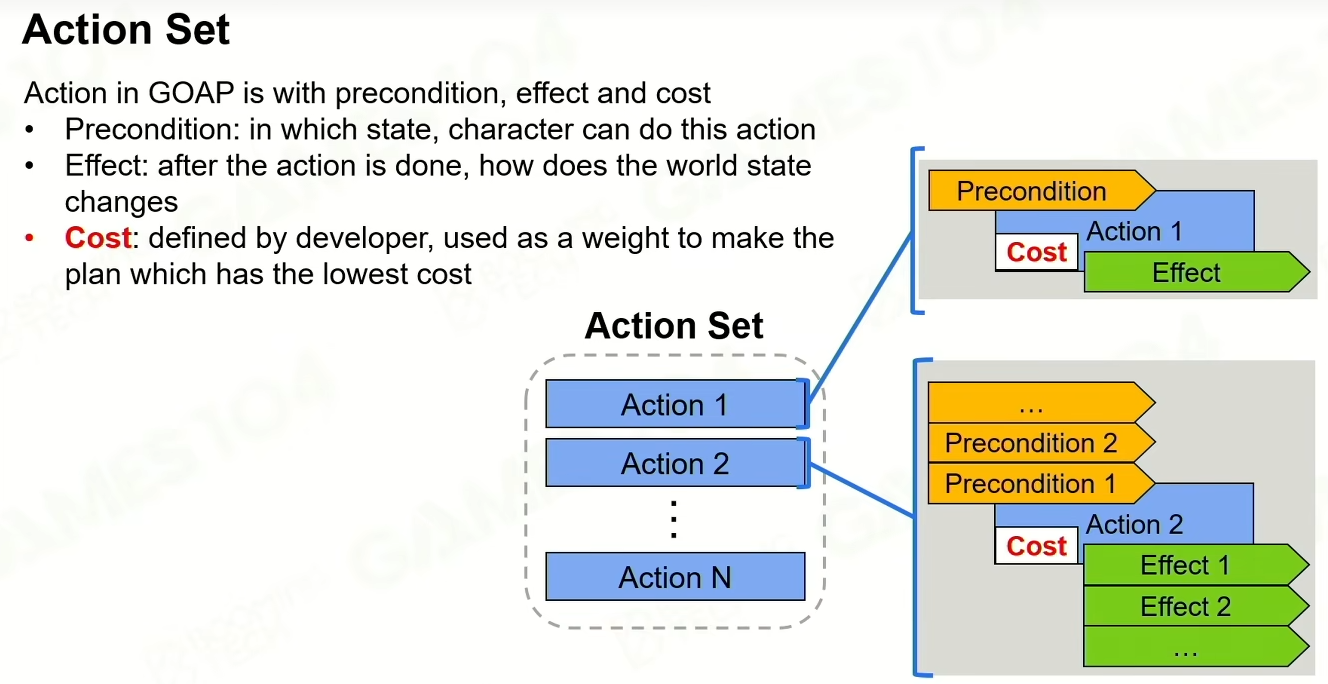 Action Set
Action in GOAP is with precondition, effect and cost
• Precondition: in which state, character can do this action
• Effect: after the action is done, how does the world state
changes
• Cost: defined by developer, used as a weight to make the
plan which has the lowest cost
Action Set
Action 1
Action 2
⋮
Action N
Precondition
Action 1
Cost
Effect
…
Precondition 2
Precondition 1
Action 2
Cost
Effect 1
Effect 2
…
GAMES104